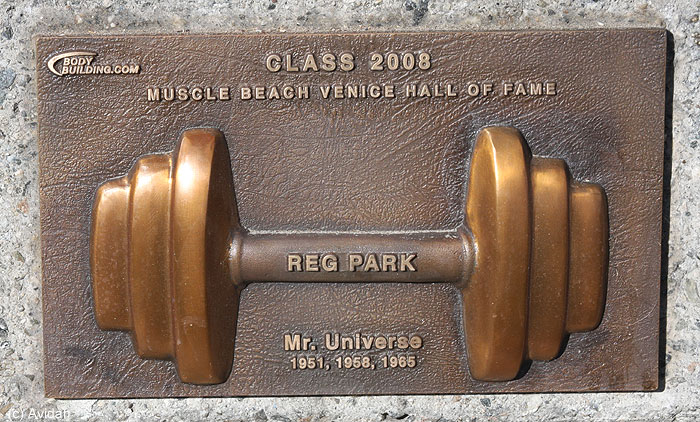 BODY
BUILDING.COM
CLASS 2008
MUSCLE BEACH VENICE HALL OF FAME
REG PARK
Mr. Universe
1951, 1958, 1965
(c) Avidan